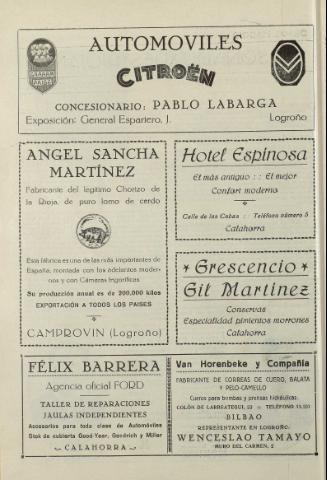 AUTOMOVILES
CITROËN
CONCESIONARIO: PABLO LABARGA
Exposición: General Espartero, J. Logroño
ANGEL SANCHA
MARTÍNEZ
Fabricante del legítimo Chorizo de
la Rioja, de puro lomo de cerdo
Esta fábrica es una de las más importantes de
España, montada con los adelantos moder-
nos y con Cámaras frigoríficas
Su producción anual es de 200.000 kilos
EXPORTACIÓN A TODOS LOS PAISES
CAMPROVIN (Logroño)
Hotel Espinosa
El más antiguo :: El mejor
Confort moderno
Calle de las Cabas : Teléfono número 5
Calahorra
Grescencio
Gil Martínez
Conservas
Especialidad pimientos morrones
Calahorra
FÉLIX BARRERA
Agencia oficial FORD
TALLER DE REPARACIONES
JAULAS INDEPENDIENTES
Accesorios para toda clase de Automóviles
Stok de cubierta Good-Year, Goodrich y Miller
CALAHORRA
Van Horenbeke y Compañia
FABRICANTE DE CORREAS DE CUERO, BALATA
Y PELO-CAMELLO
Cueros para bombas y prensas hidráulicas.
COLÓN DE LARREATEGUI, TELÉFONO
BILBAO
REPRESENTANTE EN LOGROÑO:
WENCESLAO TAMAYO
MURO DEL CARMEN, 2